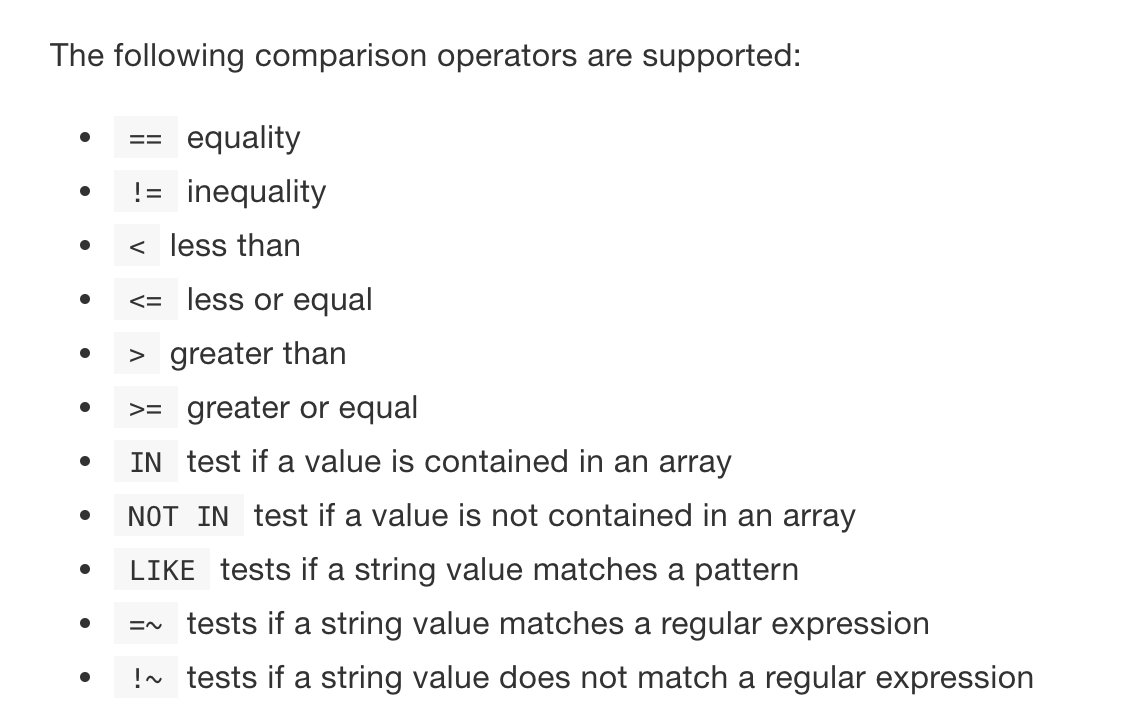 The following comparison operators are supported:
• == equality
• != inequality
• < less than
• <= less or equal
• > greater than
• >= greater or equal
• IN test if a value is contained in an array
• NOT IN test if a value is not contained in an array
• LIKE tests if a string value matches a pattern
• =~ tests if a string value matches a regular expression
• !~ tests if a string value does not match a regular expression